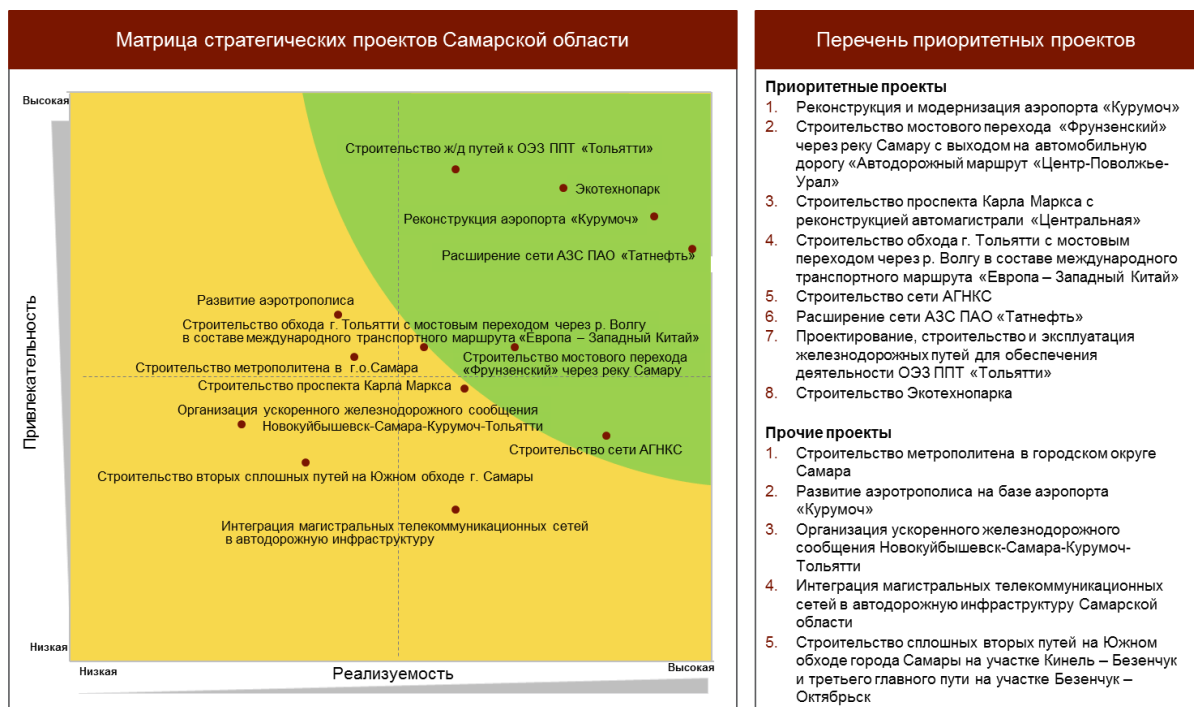 Матрица стратегических проектов Самарской области
Высокая
Строительство ж/д путей к ОЭЗ ППТ «Тольятти»
Экотехнопарк
Реконструкция аэропорта «Курумоч»
Расширение сети АЗС ПАО «Татнефть»
Развитие аэротрополиса
Строительство обхода г. Тольятти с мостовым переходом через р. Волгу
в составе международного транспортного маршрута «Европа – Западный Китай»
Строительство мостового перехода
«Фрунзенский» через реку Самару
Строительство метрополитена в г.о.Самара
Строительство проспекта Карла Маркса
Организация ускоренного железнодорожного сообщения
Новокуйбышевск-Самара-Курумоч-Тольятти
Строительство сети АГНКС
Строительство вторых сплошных путей на Южном обходе г. Самары
Интеграция магистральных телекоммуникационных сетей
в автодорожную инфраструктуру
Привлекательность
Низкая
Низкая
Реализуемость
Высокая
Перечень приоритетных проектов
Приоритетные проекты
1. Реконструкция и модернизация аэропорта «Курумоч»
2. Строительство мостового перехода «Фрунзенский»
через реку Самару с выходом на автомобильную
дорогу «Автодорожный маршрут «Центр-Поволжье-
Урал»
3. Строительство проспекта Карла Маркса с
реконструкцией автомагистрали «Центральная»
4. Строительство обхода г. Тольятти с мостовым
переходом через р. Волгу в составе международного
транспортного маршрута «Европа – Западный Китай»
5. Строительство сети АГНКС
6. Расширение сети АЗС ПАО «Татнефть»
7. Проектирование, строительство и эксплуатация
железнодорожных путей для обеспечения
деятельности ОЭЗ ППТ «Тольятти»
8. Строительство Экотехнопарка
Прочие проекты
1. Строительство метрополитена в городском округе
Самара
2. Развитие аэротрополиса на базе аэропорта
«Курумоч»
3. Организация ускоренного железнодорожного
сообщения Новокуйбышевск-Самара-Курумоч-
Тольятти
4. Интеграция магистральных телекоммуникационных
сетей в автодорожную инфраструктуру Самарской
области
5. Строительство сплошных вторых путей на Южном
обходе города Самары на участке Кинель – Безенчук
и третьего главного пути на участке Безенчук –
Октябрьск